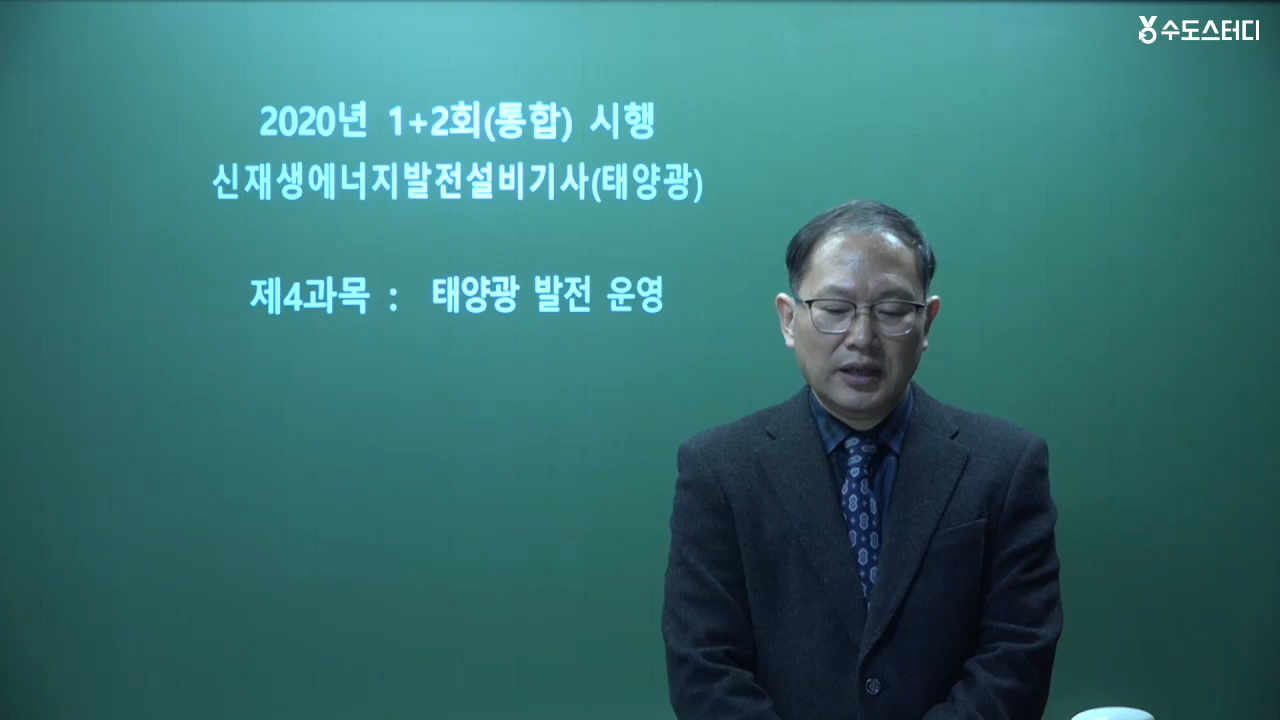 수도스터디
2020년 1+2회(통합) 시행
신재생에너지발전설비기사(태양광)
제4과목 : 태양광 발전 운영